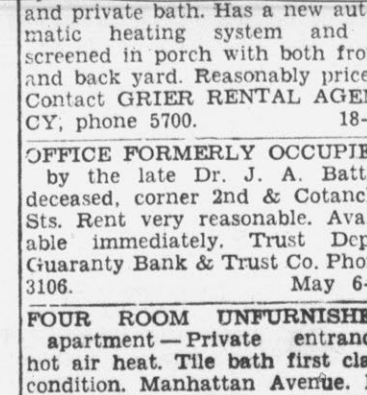 and private bath. Has a new aut
matic heating system and
screened in porch with both fro
and back yard. Reasonably price
Contact GRIER RENTAL AGEN
CY, phone 5700. 18-
OFFICE FORMERLY OCCUPIE
by the late Dr. J. A. Batt
deceased, corner 2nd & Cotanc
Sts. Rent very reasonable. Ava
able immediately. Trust Dep
Guaranty Bank & Trust Co. Pho
3106. May 6-
FOUR ROOM UNFURNISHE
apartment — Private entranc
hot air heat. Tile bath first cla
condition. Manhattan Avenue.